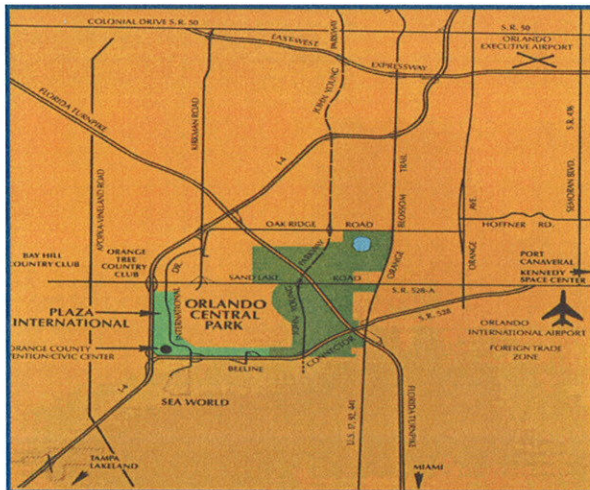 COLONIAL DRIVE S.R. 50
S.R. 50
EAST-WEST
EXPRESSWAY
PARKWAY
JOHN YOUNG
ORLANDO
EXECUTIVE AIRPORT
FLORIDA TURNPIKE
KIRKMAN ROAD
I-4
TRAIL
BLOSSOM
ORANGE
S.R. 436
SEMORAN BLVD.
APOPKA-VINELAND ROAD
AVE.
ORANGE
HOFFNER RD.
OAK RIDGE ROAD
BAY HILL
COUNTRY CLUB
ORANGE
TREE
COUNTRY
CLUB
DR.
INTERNATIONAL
SANDLAKE ROAD
S.R. 528-A
PARKWAY
PORT
CANAVERAL
KENNEDY
SPACE CENTER
PLAZA
INTERNATIONAL
ORLANDO
CENTRAL
PARK
JOHN YOUNG
S.R. 528
ORLANDO
INTERNATIONAL AIRPORT
FOREIGN TRADE
ZONE
ORANGE COUNTY
VENTION-CIVIC CENTER
BEELINE
CONNECTOR
I-4
SEA WORLD
U.S. 17, 92, 441
FLORIDA TURNPIKE
TAMPA
LAKELAND
MIAMI